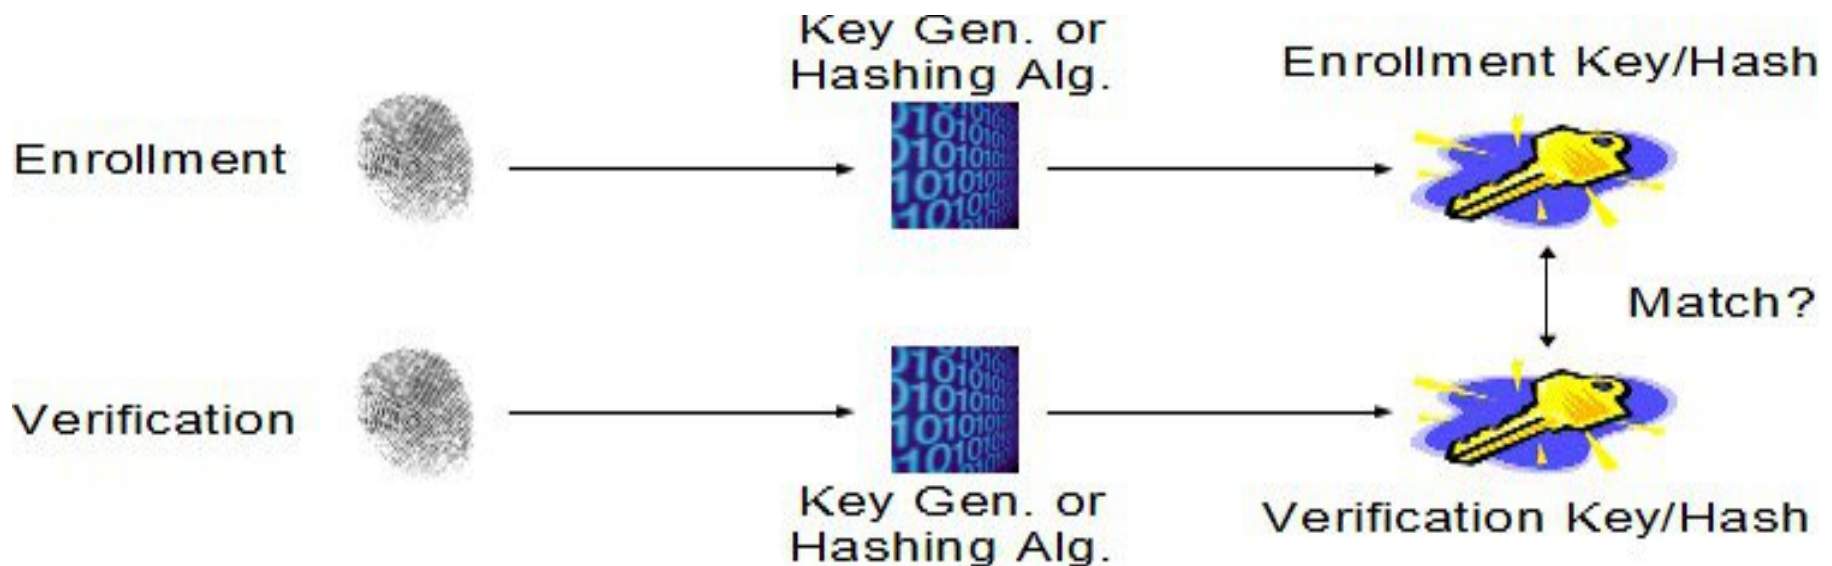 Key Gen. or
Hashing Alg.
Enrollment Key/Hash
Enrollment
Match?
Verification
Key Gen. or
Hashing Alg.
Verification Key/Hash